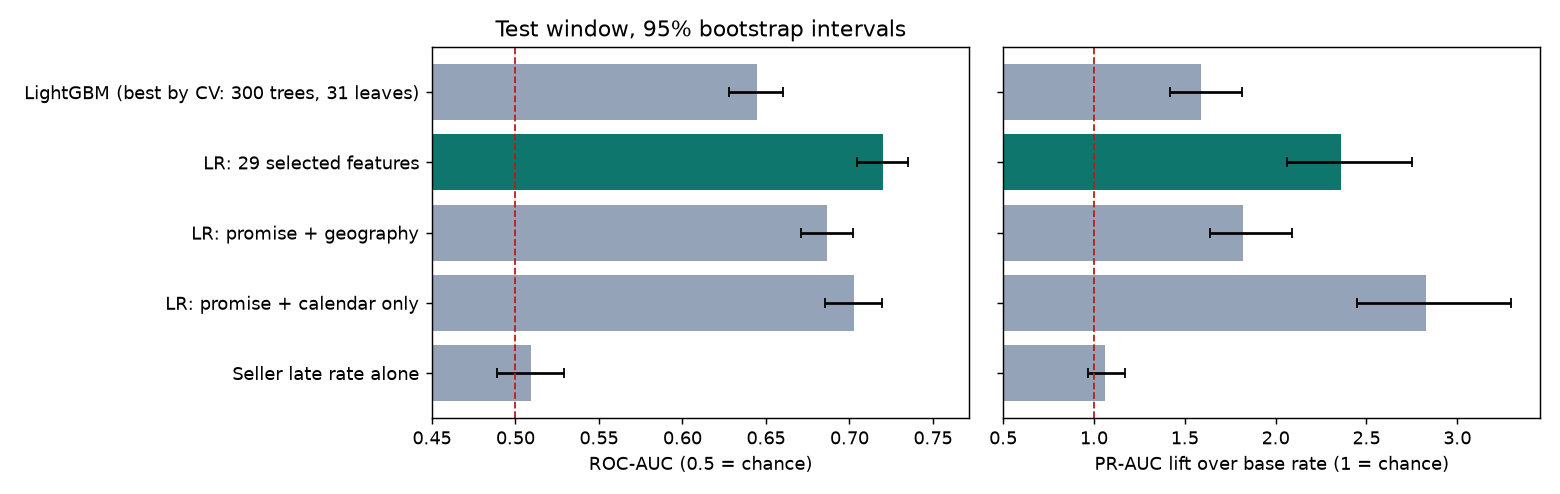 Test window, 95% bootstrap intervals
LightGBM (best by CV: 300 trees, 31 leaves)
LR: 29 selected features
LR: promise + geography
LR: promise + calendar only
Seller late rate alone
0.45 0.50 0.55 0.60 0.65 0.70 0.75
ROC-AUC (0.5 = chance)
0.5 1.0 1.5 2.0 2.5 3.0
PR-AUC lift over base rate (1 = chance)